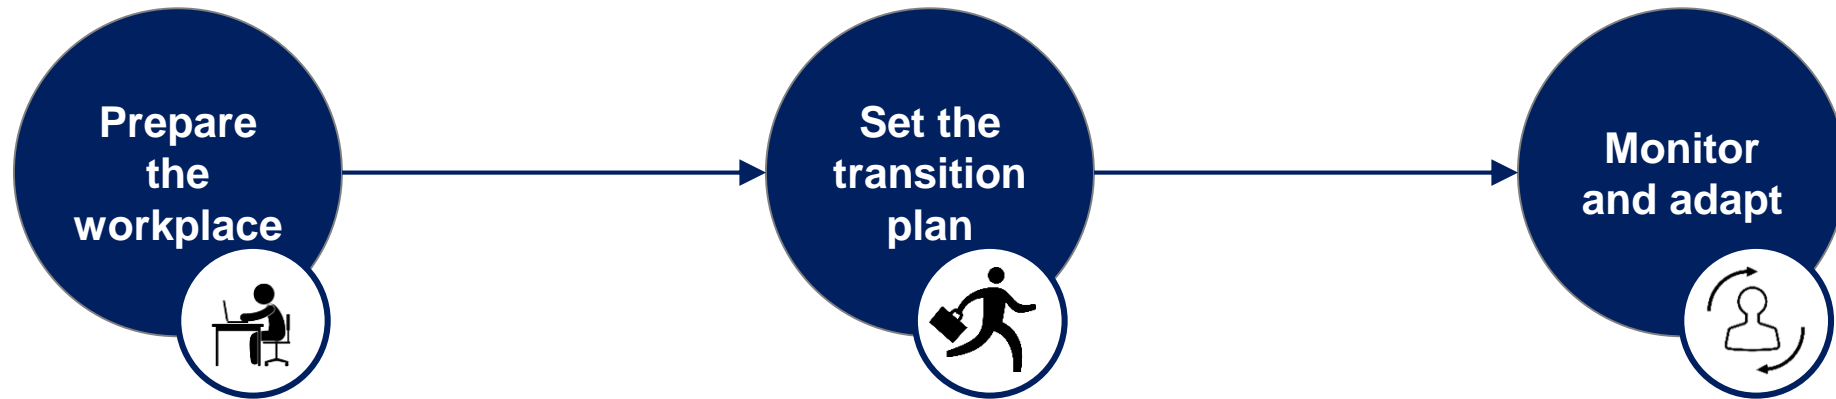 Prepare
the
workplace
Set the
transition
plan
Monitor
and adapt